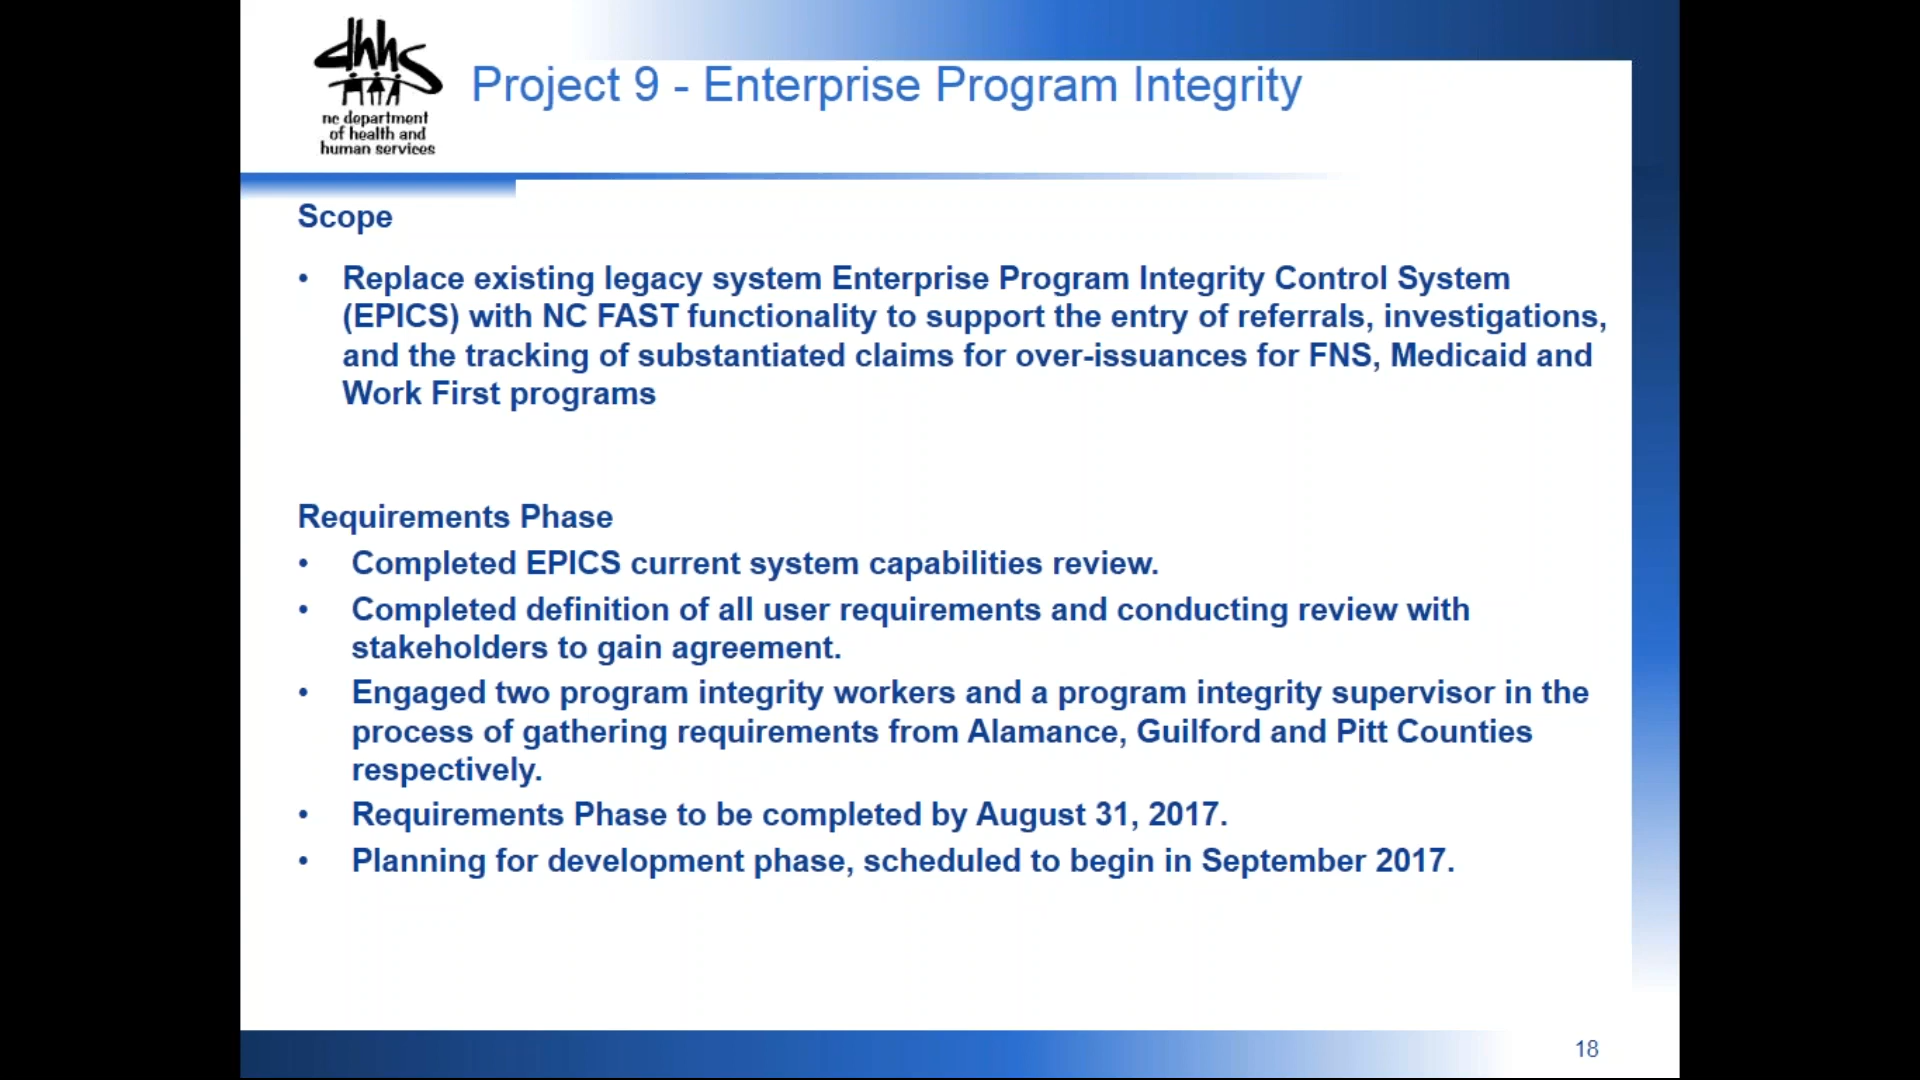 dhhs
nc department
of health and
human services
Project 9 - Enterprise Program Integrity
Scope
• Replace existing legacy system Enterprise Program Integrity Control System
(EPICS) with NC FAST functionality to support the entry of referrals, investigations,
and the tracking of substantiated claims for over-issuances for FNS, Medicaid and
Work First programs
Requirements Phase
• Completed EPICS current system capabilities review.
• Completed definition of all user requirements and conducting review with
stakeholders to gain agreement.
• Engaged two program integrity workers and a program integrity supervisor in the
process of gathering requirements from Alamance, Guilford and Pitt Counties
respectively.
• Requirements Phase to be completed by August 31, 2017.
• Planning for development phase, scheduled to begin in September 2017.
18